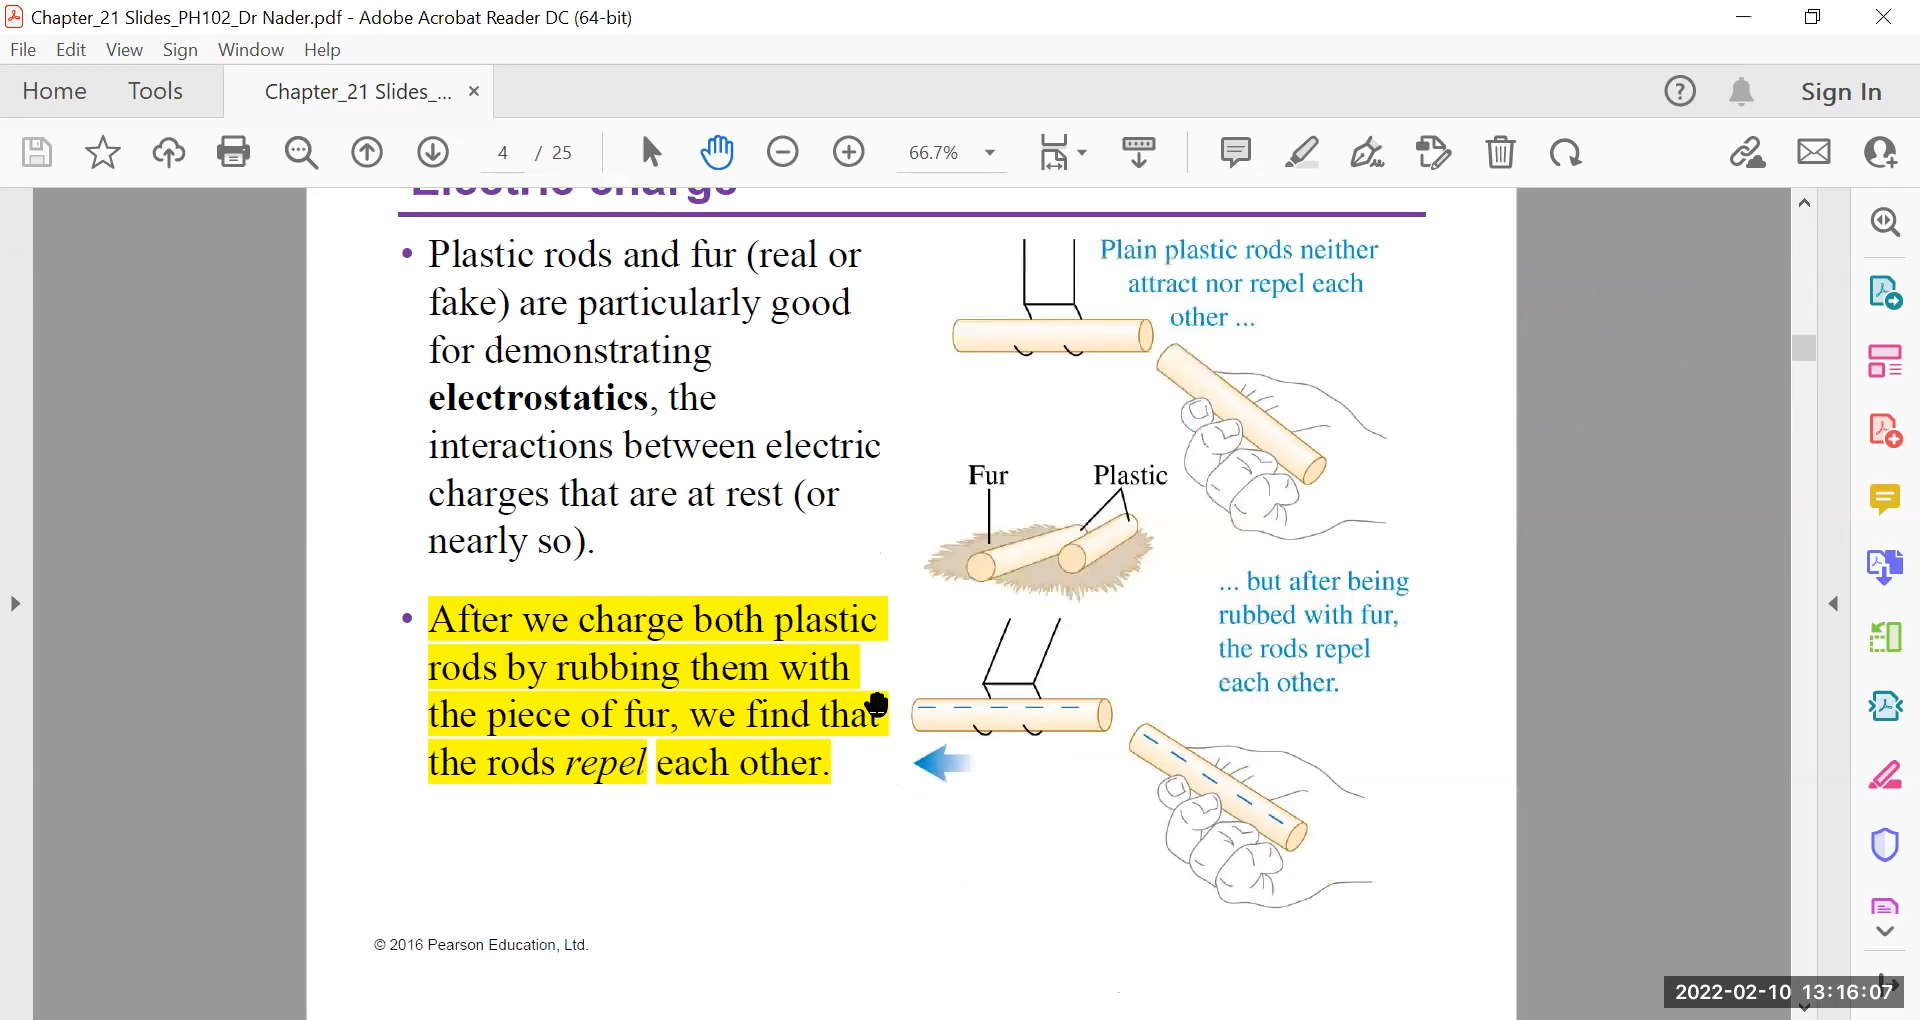 Chapter_21 Slides_PH102_Dr Nader.pdf - Adobe Acrobat Reader DC (64-bit)
File Edit View Sign Window Help
Home Tools Chapter_21 Slides_... × Sign In
4 / 25 66.7%
Electric charge
• Plastic rods and fur (real or
fake) are particularly good
for demonstrating
electrostatics, the
interactions between electric
charges that are at rest (or
nearly so).
• After we charge both plastic
rods by rubbing them with
the piece of fur, we find that
the rods repel each other.
Plain plastic rods neither
attract nor repel each
other ...
Fur Plastic
... but after being
rubbed with fur,
the rods repel
each other.
© 2016 Pearson Education, Ltd.
2022-02-10 13:16:07